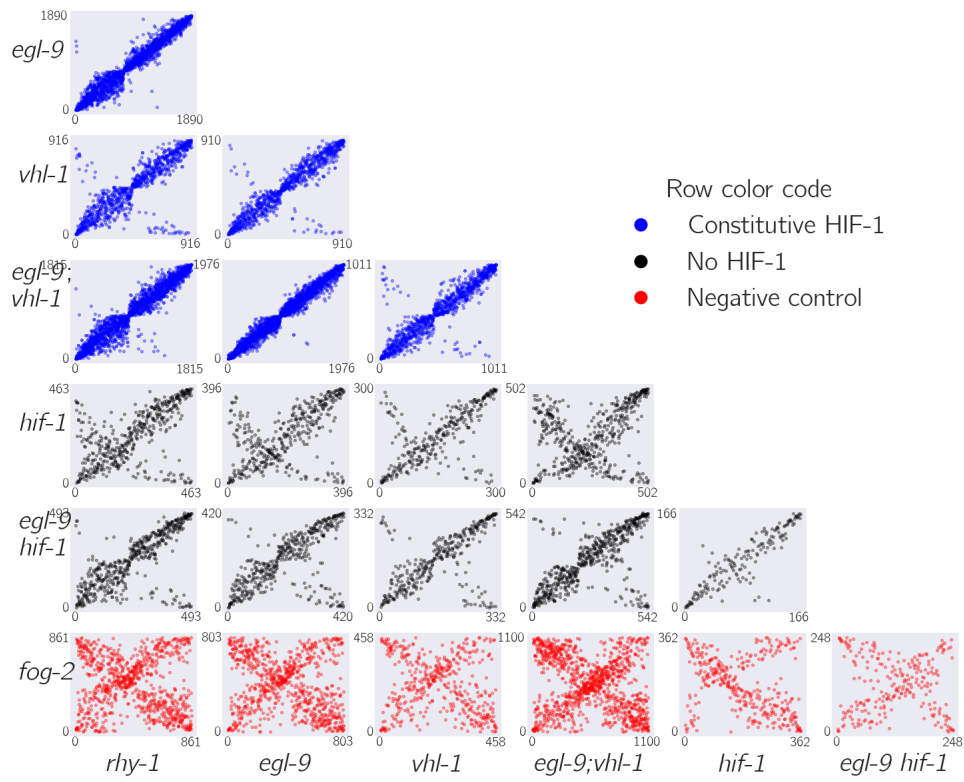 1890
egl-9
0
0 1890
916 910
vhl-1
0 0
0 916 0 910
egl-9; 1815 1976 1011
vhl-1
0 0 0
0 1815 0 1976 0 1011
Row color code
Constitutive HIF-1
No HIF-1
Negative control
463 396 300 502
hif-1
0 0 0 0
0 463 0 396 0 300 0 502
egl-9 493 420 332 542 166
hif-1
0 0 0 0 0
0 493 0 420 0 332 0 542 0 166
861 803 458 1100 362 248
fog-2
0 0 0 0 0 0
0 861 0 803 0 458 0 1100 0 362 0 248
rhy-1 egl-9 vhl-1 egl-9;vhl-1 hif-1 egl-9 hif-1